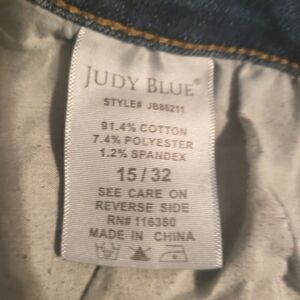 JUDY BLUE®
STYLE# JB88211
91.4% COTTON
7.4% POLYESTER
1.2% SPANDEX
15 / 32
SEE CARE ON
REVERSE SIDE
RN# 116380
MADE IN CHINA